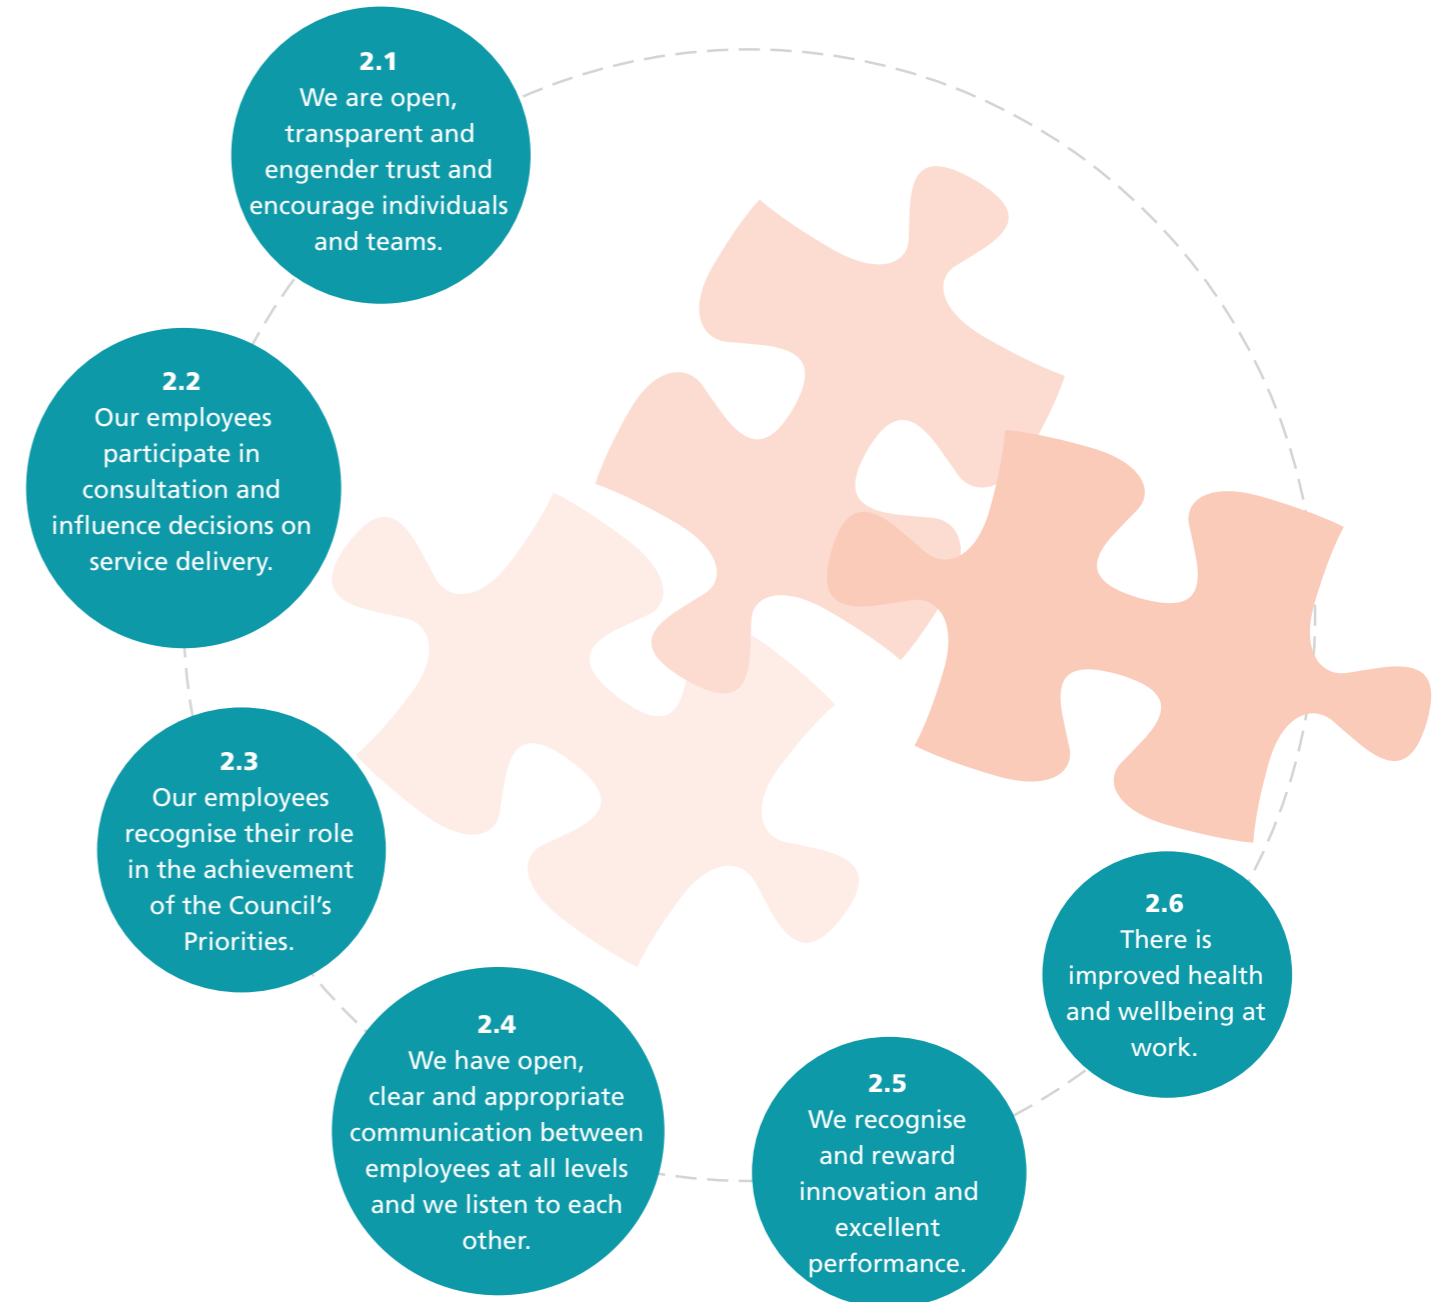 2.1
We are open,
transparent and
engender trust and
encourage individuals
and teams.
2.2
Our employees
participate in
consultation and
influence decisions on
service delivery.
2.3
Our employees
recognise their role
in the achievement
of the Council’s
Priorities.
2.4
We have open,
clear and appropriate
communication between
employees at all levels
and we listen to each
other.
2.5
We recognise
and reward
innovation and
excellent
performance.
2.6
There is
improved health
and wellbeing at
work.